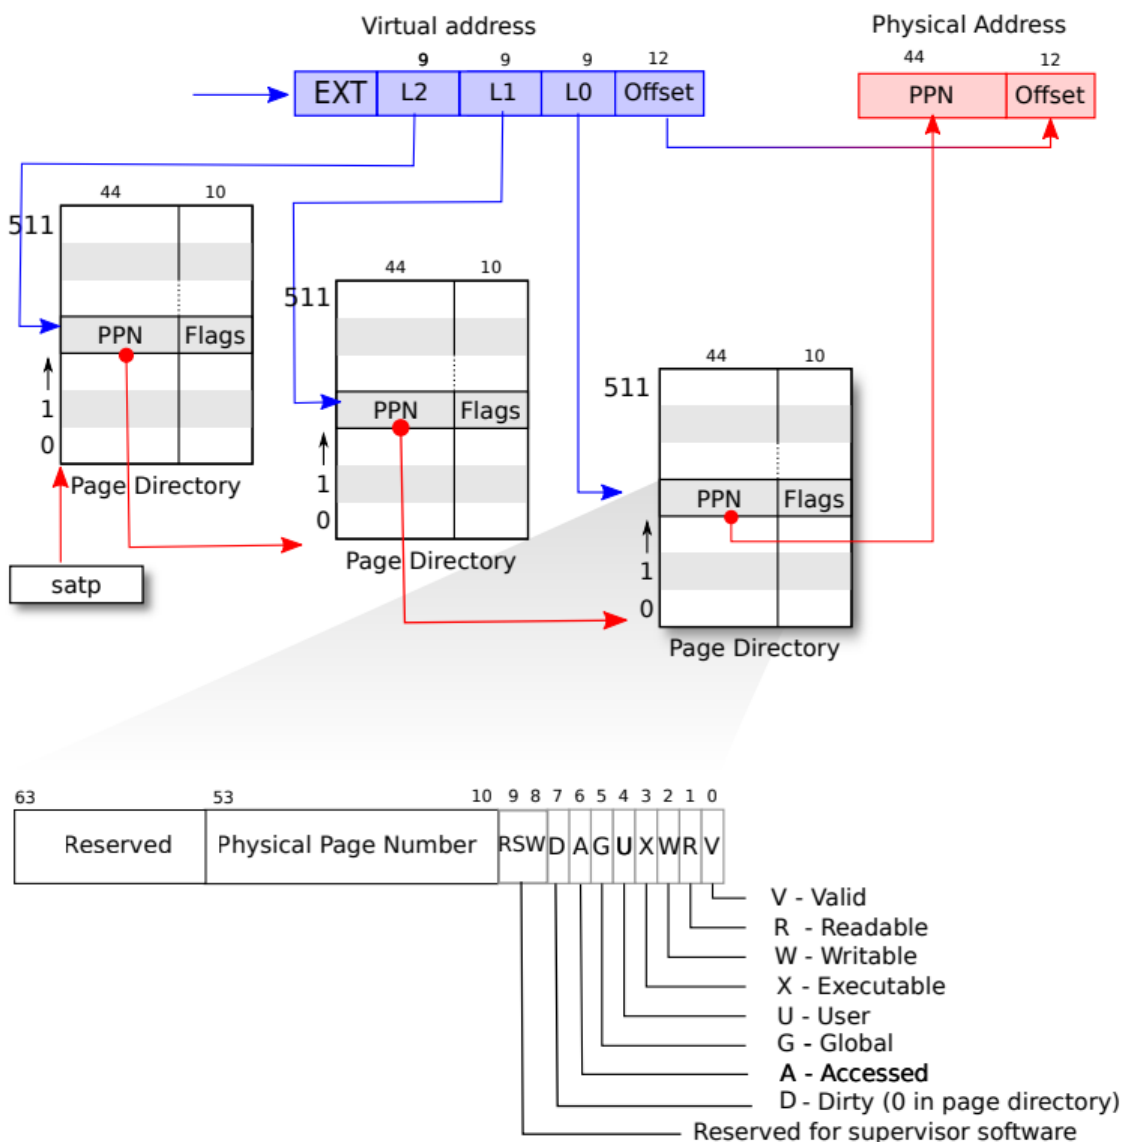 Virtual address
Physical Address
9 9 9 12
44 12
EXT L2 L1 L0 Offset
PPN Offset
44 10
511
PPN Flags
1
0
Page Directory
satp
44 10
511
PPN Flags
1
0
Page Directory
44 10
511
PPN Flags
1
0
Page Directory
63 53 10 9 8 7 6 5 4 3 2 1 0
Reserved Physical Page Number RSW D A G U X W R V
V - Valid
R - Readable
W - Writable
X - Executable
U - User
G - Global
A - Accessed
D - Dirty (0 in page directory)
Reserved for supervisor software